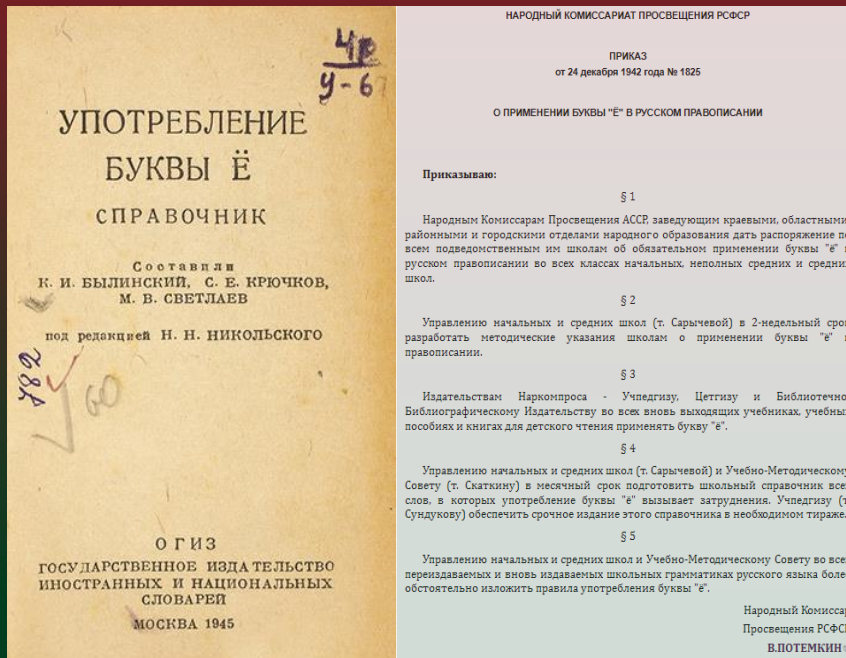 Чр
У-67
УПОТРЕБЛЕНИЕ
БУКВЫ Ё
СПРАВОЧНИК
Составили
К. И. БЫЛИНСКИЙ, С. Е. КРЮЧКОВ,
М. В. СВЕТЛАЕВ
под редакцией Н. Н. НИКОЛЬСКОГО
782
60
ОГИЗ
ГОСУДАРСТВЕННОЕ ИЗДАТЕЛЬСТВО
ИНОСТРАННЫХ И НАЦИОНАЛЬНЫХ
СЛОВАРЕЙ
МОСКВА 1945
НАРОДНЫЙ КОМИССАРИАТ ПРОСВЕЩЕНИЯ РСФСР
ПРИКАЗ
от 24 декабря 1942 года № 1825
О ПРИМЕНЕНИИ БУКВЫ "Ё" В РУССКОМ ПРАВОПИСАНИИ
Приказываю:
§ 1
Народным Комиссарам Просвещения АССР, заведующим краевыми, областными,
районными и городскими отделами народного образования дать распоряжение по
всем подведомственным им школам об обязательном применении буквы "ё"
русском правописании во всех классах начальных, неполных средних и средни
школ.
§ 2
Управлению начальных и средних школ (т. Сарычевой) в 2-недельный срок
разработать методические указания школам о применении буквы "ё"
правописании.
§ 3
Издательствам Наркомпроса - Учпедгизу, Цетгизу и Библиотечно
Библиографическому Издательству во всех вновь выходящих учебниках, учебных
пособиях и книгах для детского чтения применять букву "ё".
§ 4
Управлению начальных и средних школ (т. Сарычевой) и Учебно-Методическому
Совету (т. Скаткину) в месячный срок подготовить школьный справочник все
слов, в которых употребление буквы "ё" вызывает затруднения. Учпедгизу (т
Сундукову) обеспечить срочное издание этого справочника в необходимом тираже.
§ 5
Управлению начальных и средних школ и Учебно-Методическому Совету во все
переиздаваемых и вновь издаваемых школьных грамматиках русского языка боле
обстоятельно изложить правила употребления буквы "ё".
Народный Комиссар
Просвещения РСФСР
В.ПОТЕМКИН